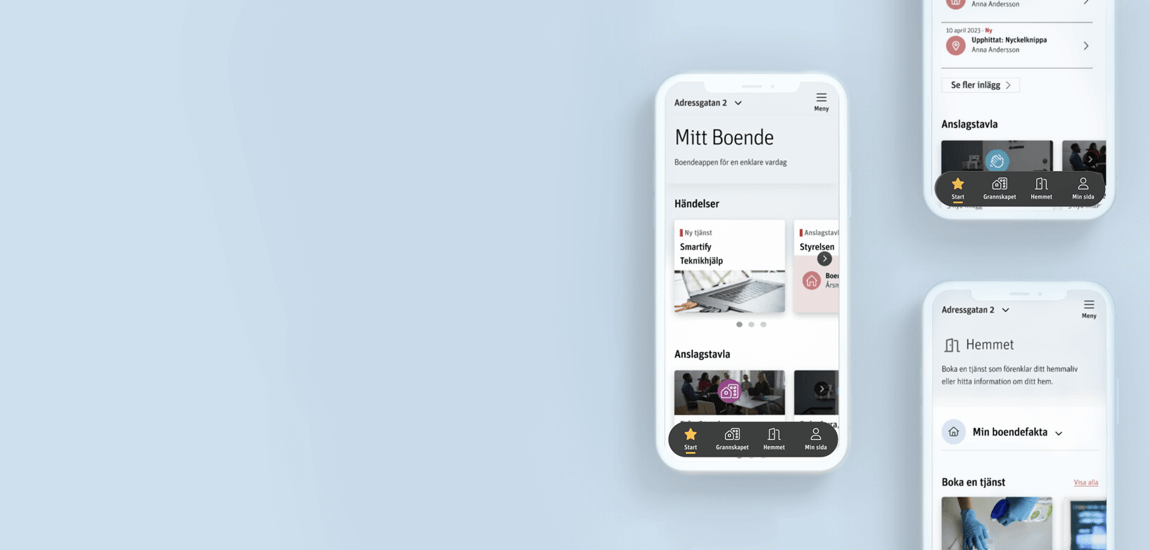 Adressgatan 2
Meny
Mitt Boende
Boendeappen för en enklare vardag
Händelser
Ny tjänst
Smartify
Teknikhjälp
Styrelsen
Anslagstavla
Start
Grannskapet
Hemmet
Min sida
Anna Andersson
10 april 2023 · Ny
Upphittat: Nyckelknippa
Anna Andersson
Se fler inlägg
Anslagstavla
Start
Grannskapet
Hemmet
Min sida
Adressgatan 2
Meny
Hemmet
Boka en tjänst som förenklar ditt hemmaliv
eller hitta information om ditt hem.
Min boendefakta
Boka en tjänst
Visa alla